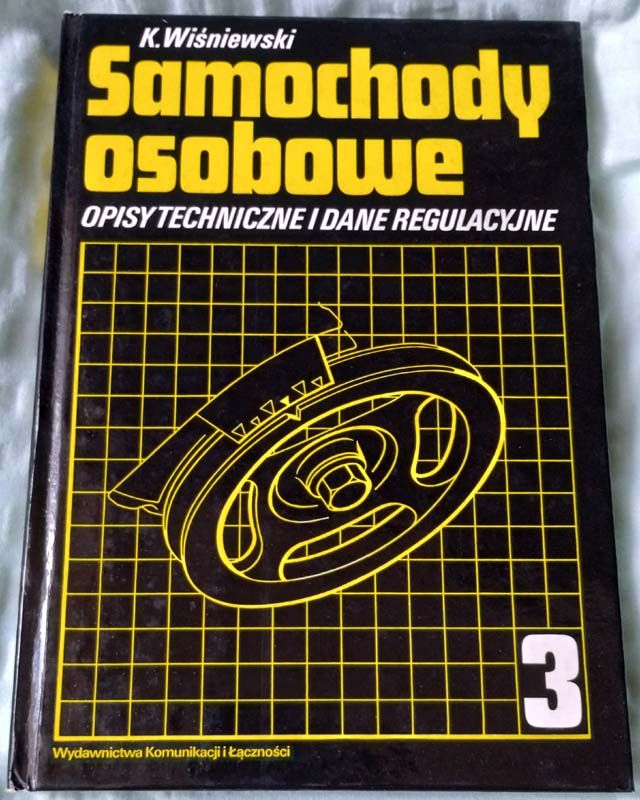 K. Wiśniewski
Samochody
osobowe
OPISY TECHNICZNE I DANE REGULACYJNE
3
Wydawnictwa Komunikacji i Łączności